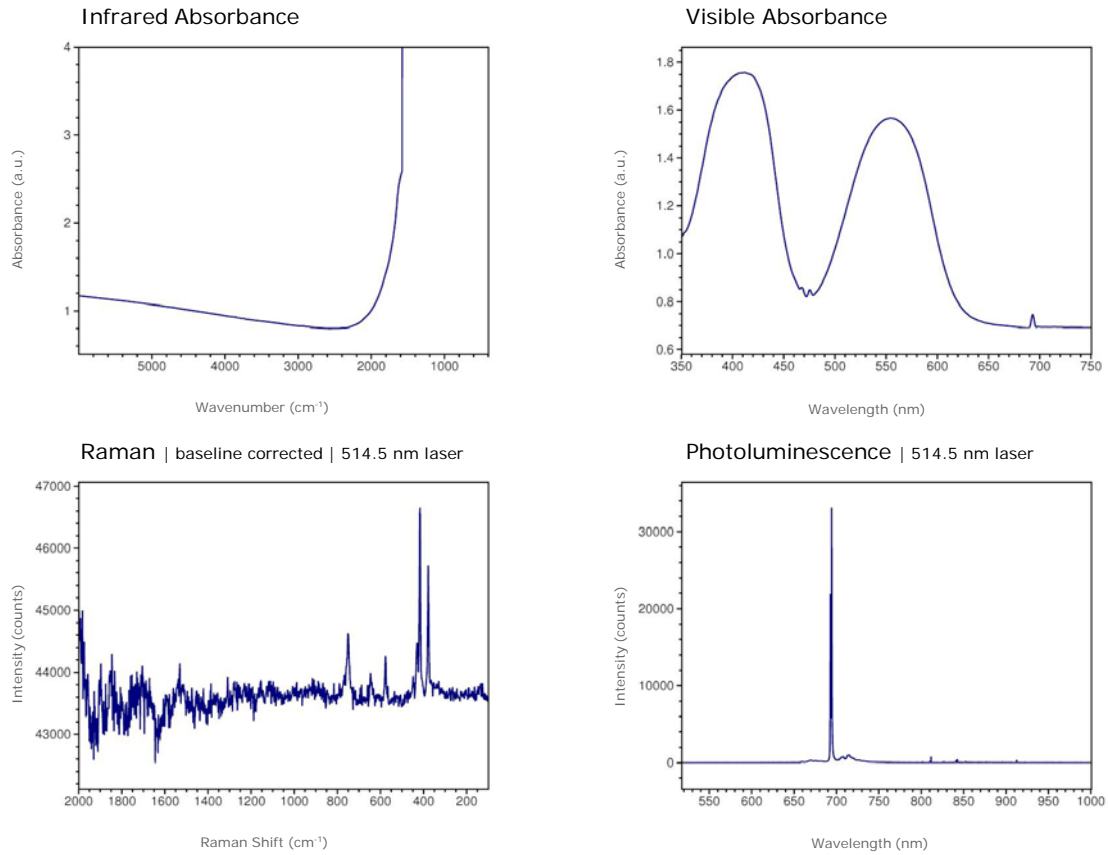 Infrared Absorbance
4
3
2
1
Absorbance (a.u.)
5000 4000 3000 2000 1000
Wavenumber (cm⁻¹)
Visible Absorbance
1.8
1.6
1.4
1.2
1.0
0.8
0.6
Absorbance (a.u.)
350 400 450 500 550 600 650 700 750
Wavelength (nm)
Raman | baseline corrected | 514.5 nm laser
47000
46000
45000
44000
43000
Intensity (counts)
2000 1800 1600 1400 1200 1000 800 600 400 200
Raman Shift (cm⁻¹)
Photoluminescence | 514.5 nm laser
30000
20000
10000
0
Intensity (counts)
550 600 650 700 750 800 850 900 950 1000
Wavelength (nm)